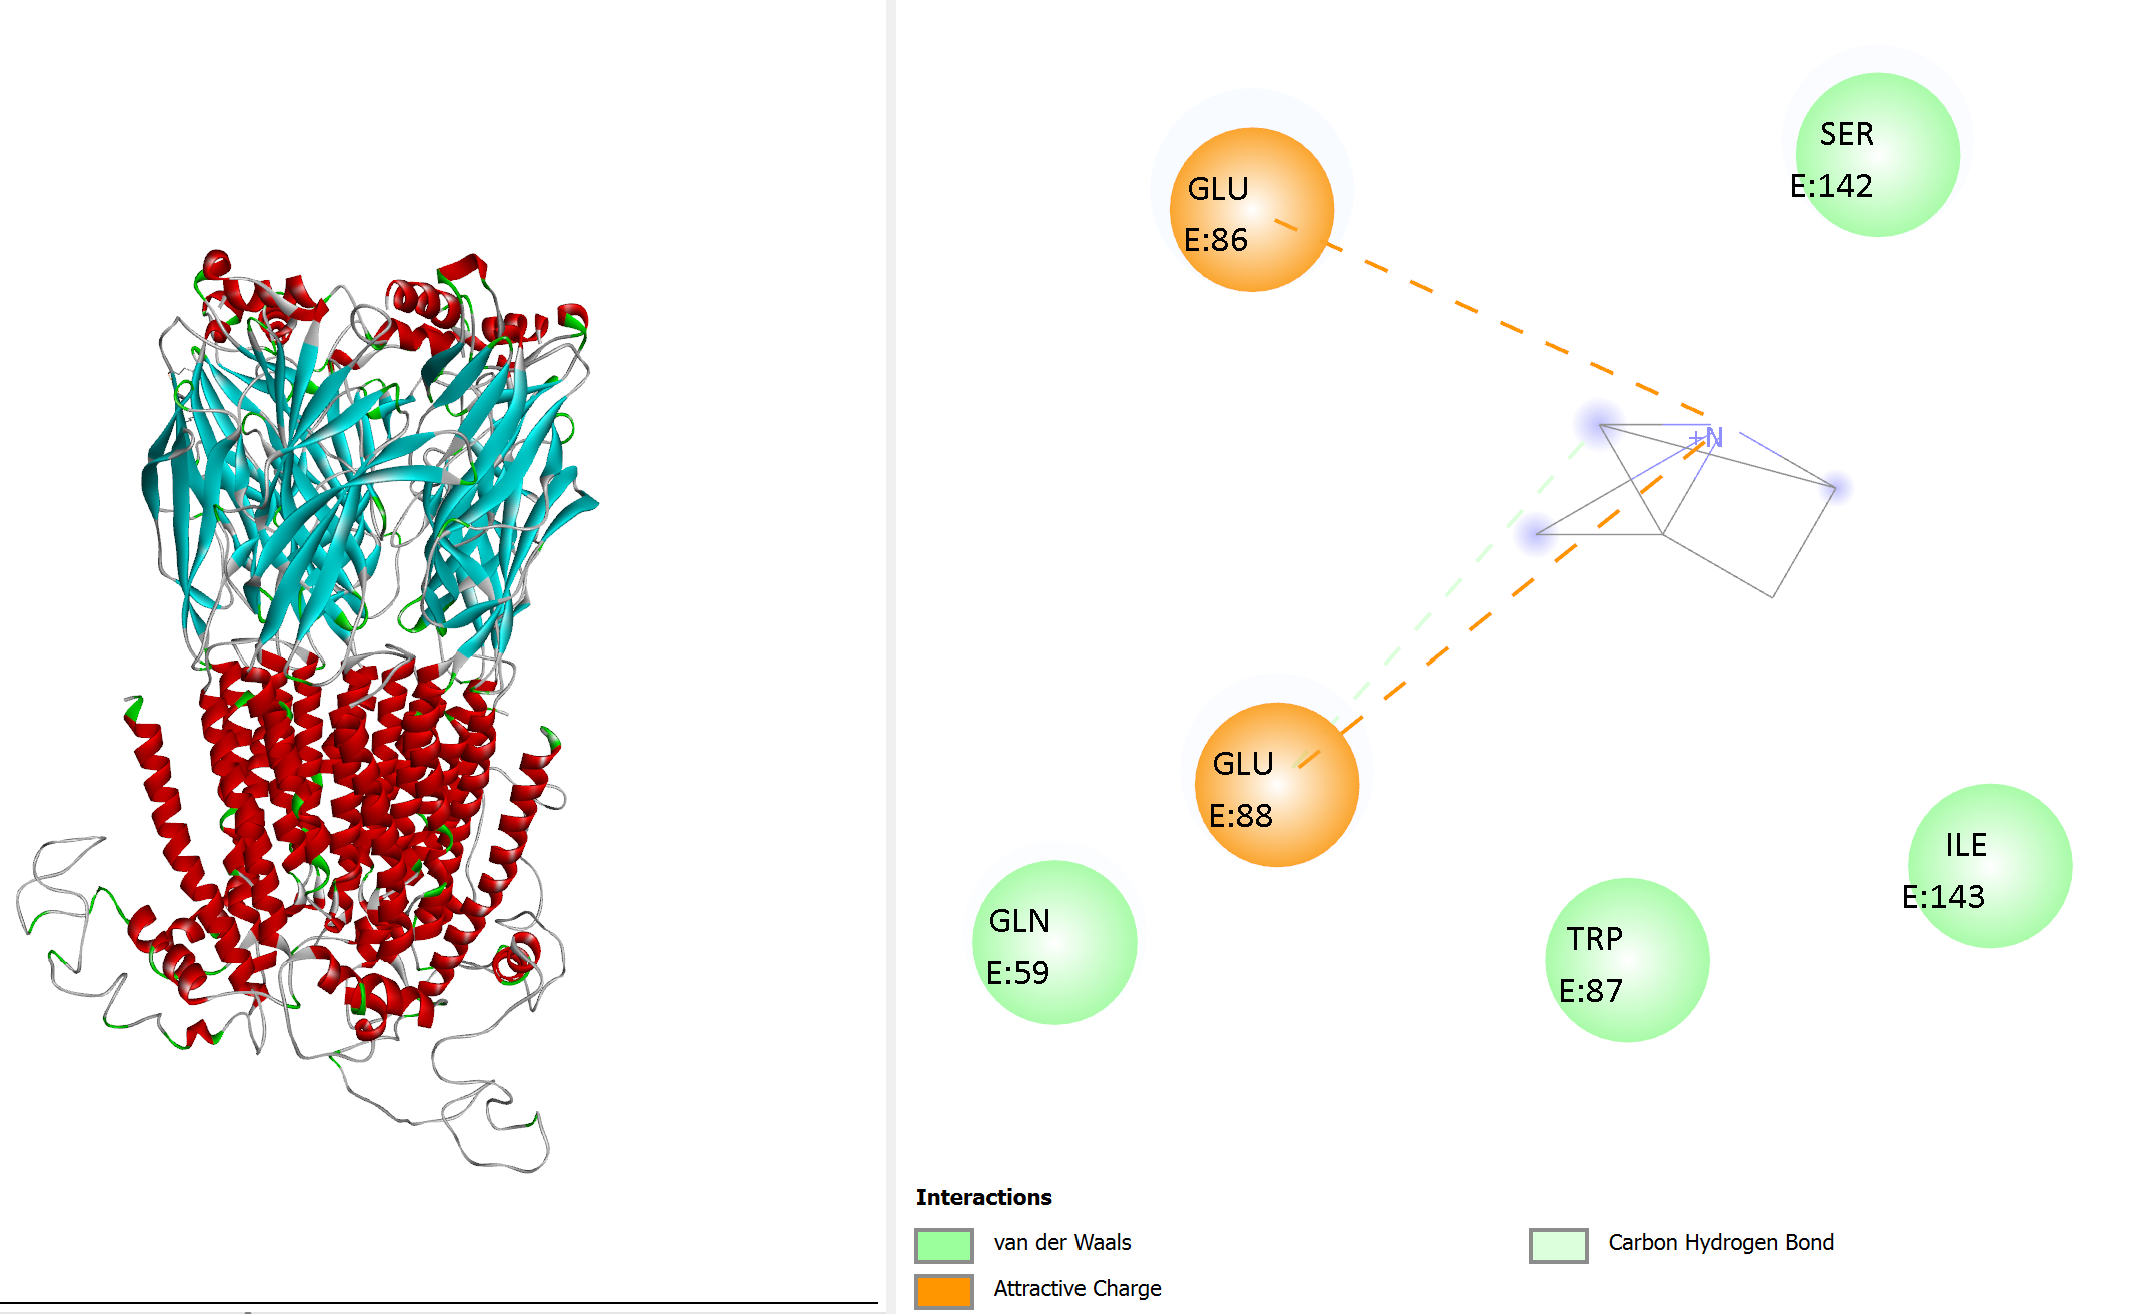 SER
E:142
GLU
E:86
+N
GLU
E:88
ILE
E:143
GLN
E:59
TRP
E:87
Interactions
van der Waals
Carbon Hydrogen Bond
Attractive Charge